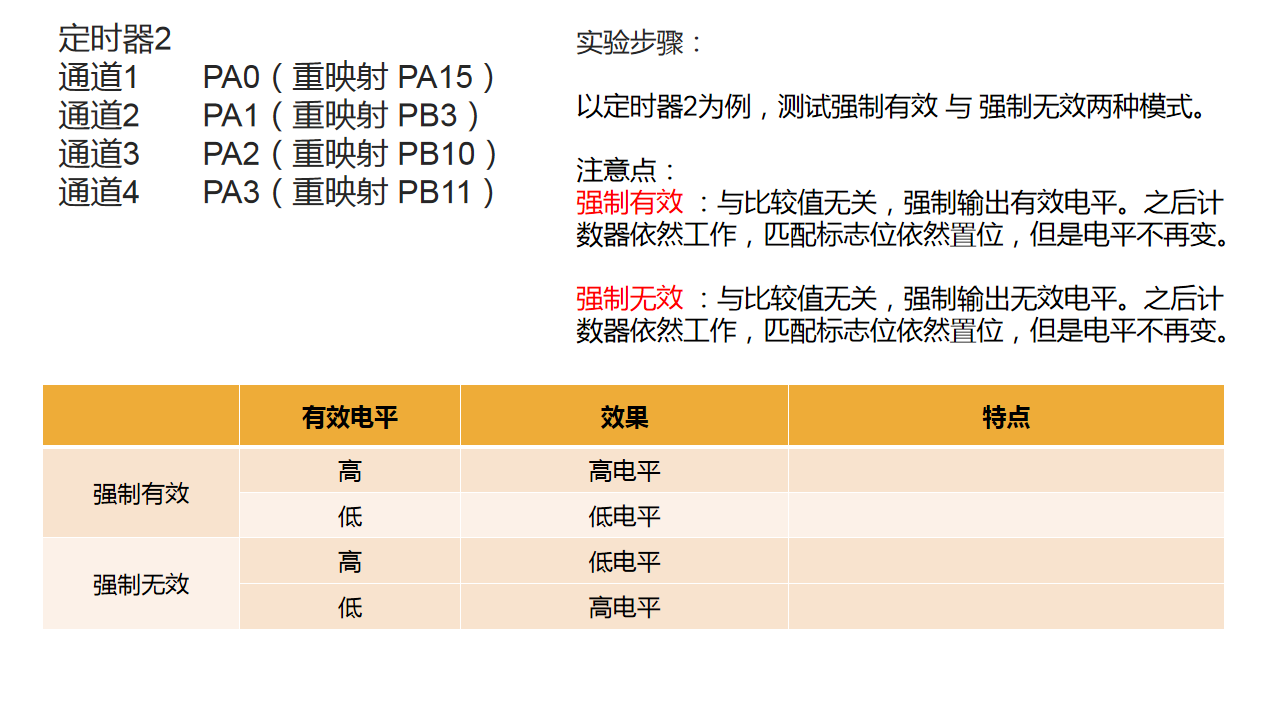 定时器2
通道1 PA0（重映射 PA15）
通道2 PA1（重映射 PB3）
通道3 PA2（重映射 PB10）
通道4 PA3（重映射 PB11）
实验步骤：
以定时器2为例，测试强制有效 与 强制无效两种模式。
注意点：
强制有效 ：与比较值无关，强制输出有效电平。之后计
数器依然工作，匹配标志位依然置位，但是电平不再变。
强制无效 ：与比较值无关，强制输出无效电平。之后计
数器依然工作，匹配标志位依然置位，但是电平不再变。
有效电平 效果 特点
强制有效
高 高电平
低 低电平
强制无效
高 低电平
低 高电平